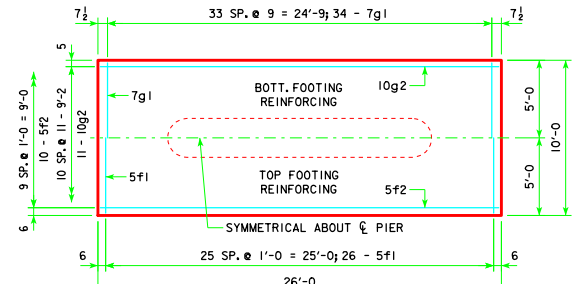 7½ 33 SP. @ 9 = 24'-9; 34 - 7g1 7½
5
BOTT. FOOTING
REINFORCING
10g2
7g1
9 SP. @ 1'-0 = 9'-0
10 - 5f2
10 SP. @ 11 = 9'-2
11 - 10g2
5'-0
10'-0
5'-0
TOP FOOTING
REINFORCING
5f1
5f2
6
SYMMETRICAL ABOUT ℄ PIER
6 25 SP. @ 1'-0 = 25'-0; 26 - 5f1 6
26'-0